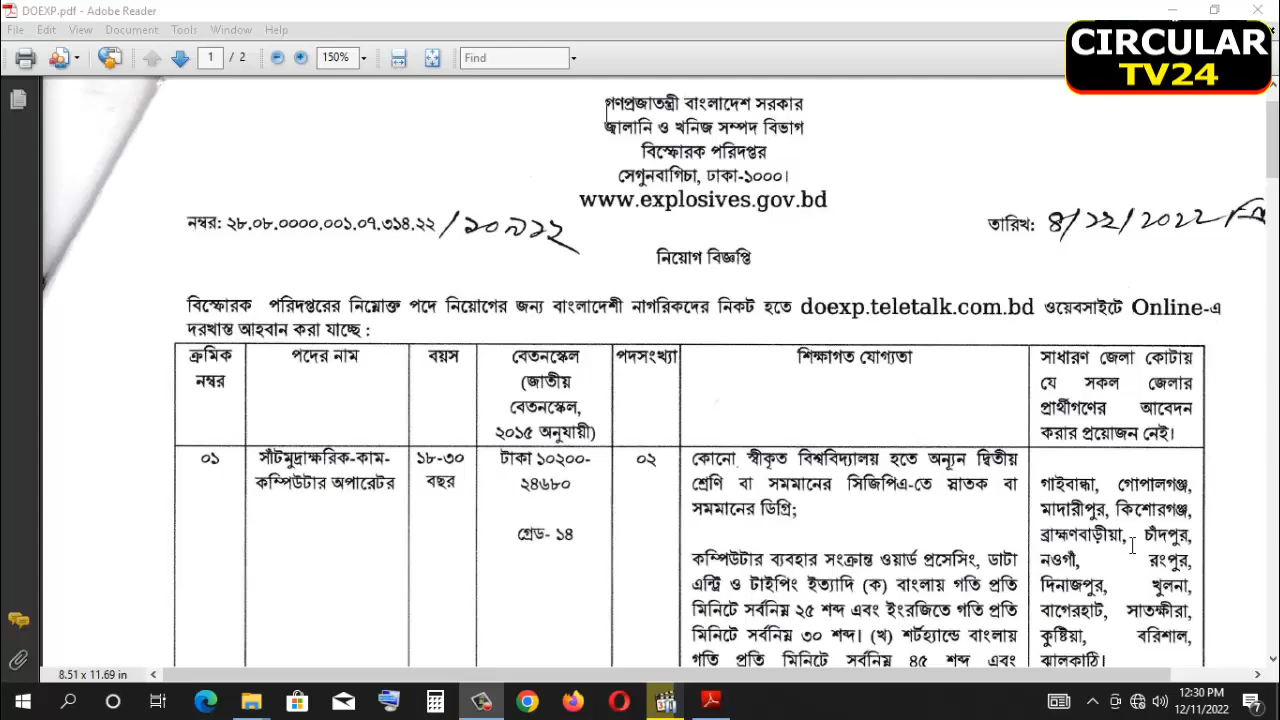 DOEXP.pdf - Adobe Reader
File Edit View Document Tools Window Help
1 / 2 150% Find
CIRCULAR
TV24
গণপ্রজাতন্ত্রী বাংলাদেশ সরকার
জ্বালানি ও খনিজ সম্পদ বিভাগ
বিস্ফোরক পরিদপ্তর
সেগুনবাগিচা, ঢাকা-১০০০।
www.explosives.gov.bd
নম্বর: ২৮.০৮.০০০০.০০১.০৭.৩১৪.২২
তারিখ:
নিয়োগ বিজ্ঞপ্তি
বিস্ফোরক পরিদপ্তরের নিম্নোক্ত পদে নিয়োগের জন্য বাংলাদেশী নাগরিকদের নিকট হতে doexp.teletalk.com.bd ওয়েবসাইটে Online-এ
দরখাস্ত আহবান করা যাচ্ছে :
ক্রমিক
নম্বর
পদের নাম
বয়স
বেতনস্কেল
(জাতীয়
বেতনস্কেল,
২০১৫ অনুযায়ী)
পদসংখ্যা
শিক্ষাগত যোগ্যতা
সাধারণ জেলা কোটায়
যে সকল জেলার
প্রার্থীগণের আবেদন
করার প্রয়োজন নেই।
০১
সাঁটমুদ্রাক্ষরিক-কাম-
কম্পিউটার অপারেটর
১৮-৩০
বছর
টাকা ১০২০০-
২৪৬৮০
গ্রেড- ১৪
০২
কোনো স্বীকৃত বিশ্ববিদ্যালয় হতে অন্যূন দ্বিতীয়
শ্রেণি বা সমমানের সিজিপিএ-তে স্নাতক বা
সমমানের ডিগ্রি;
কম্পিউটার ব্যবহার সংক্রান্ত ওয়ার্ড প্রসেসিং, ডাটা
এন্ট্রি ও টাইপিং ইত্যাদি (ক) বাংলায় গতি প্রতি
মিনিটে সর্বনিম্ন ২৫ শব্দ এবং ইংরজিতে গতি প্রতি
মিনিটে সর্বনিম্ন ৩০ শব্দ। (খ) শর্টহ্যান্ডে বাংলায়
গতি প্রতি মিনিটে সর্বনিম্ন ৪৫ শব্দ এবং
গাইবান্ধা, গোপালগঞ্জ,
মাদারীপুর, কিশোরগঞ্জ,
ব্রাহ্মণবাড়ীয়া, চাঁদপুর,
নওগাঁ, রংপুর,
দিনাজপুর, খুলনা,
বাগেরহাট, সাতক্ষীরা,
কুষ্টিয়া, বরিশাল,
ঝালকাঠি।
8.51 x 11.69 in
12:30 PM
12/11/2022
7